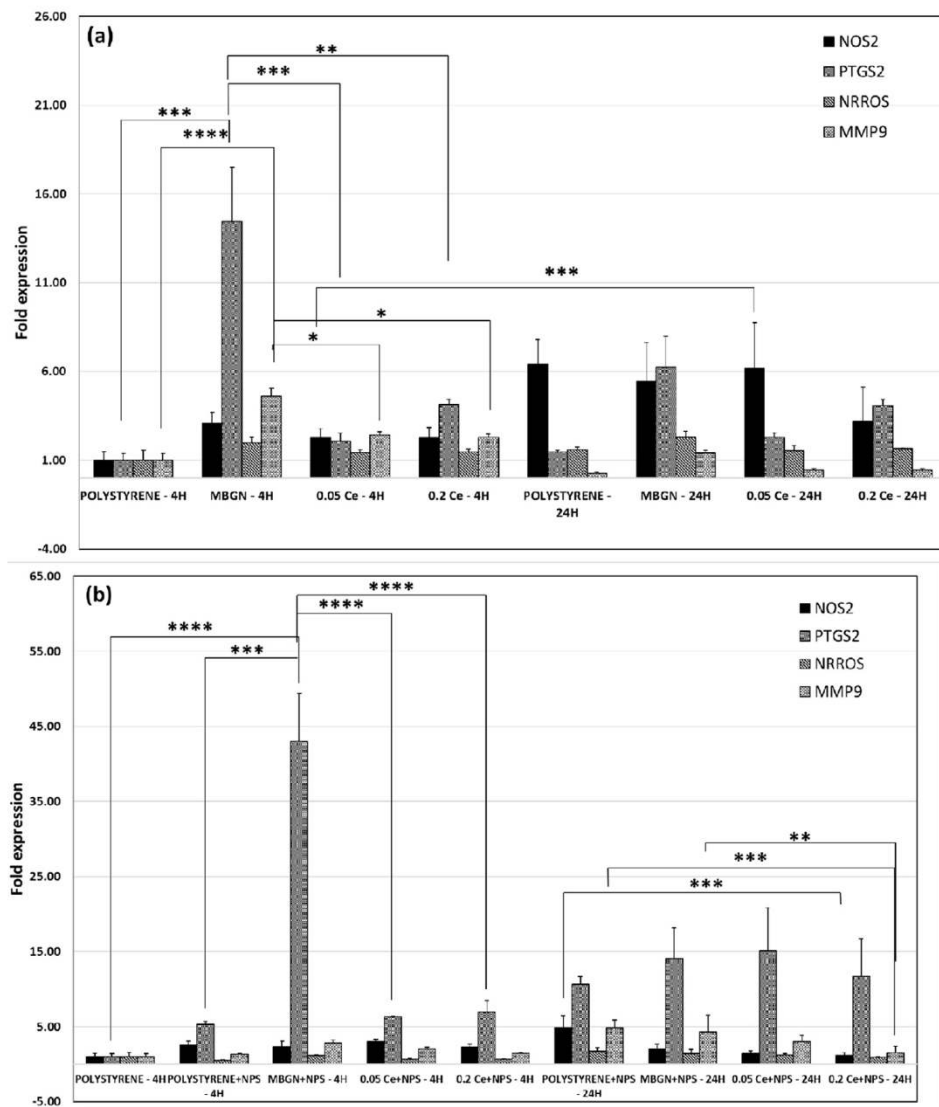 (a)
26.00
21.00
16.00
11.00
6.00
1.00
-4.00
Fold expression
**
***
***
****
***
*
*
NOS2
PTGS2
NRROS
MMP9
POLYSTYRENE - 4H
MBGN - 4H
0.05 Ce - 4H
0.2 Ce - 4H
POLYSTYRENE -
24H
MBGN - 24H
0.05 Ce - 24H
0.2 Ce - 24H
(b)
65.00
55.00
45.00
35.00
25.00
15.00
5.00
-5.00
Fold expression
****
****
****
***
**
***
***
NOS2
PTGS2
NRROS
MMP9
POLYSTYRENE - 4H
POLYSTYRENE+NPS
- 4H
MBGN+NPS - 4H
0.05 Ce+NPS - 4H
0.2 Ce+NPS - 4H
POLYSTYRENE+NPS
- 24H
MBGN+NPS - 24H
0.05 Ce+NPS - 24H
0.2 Ce+NPS - 24H